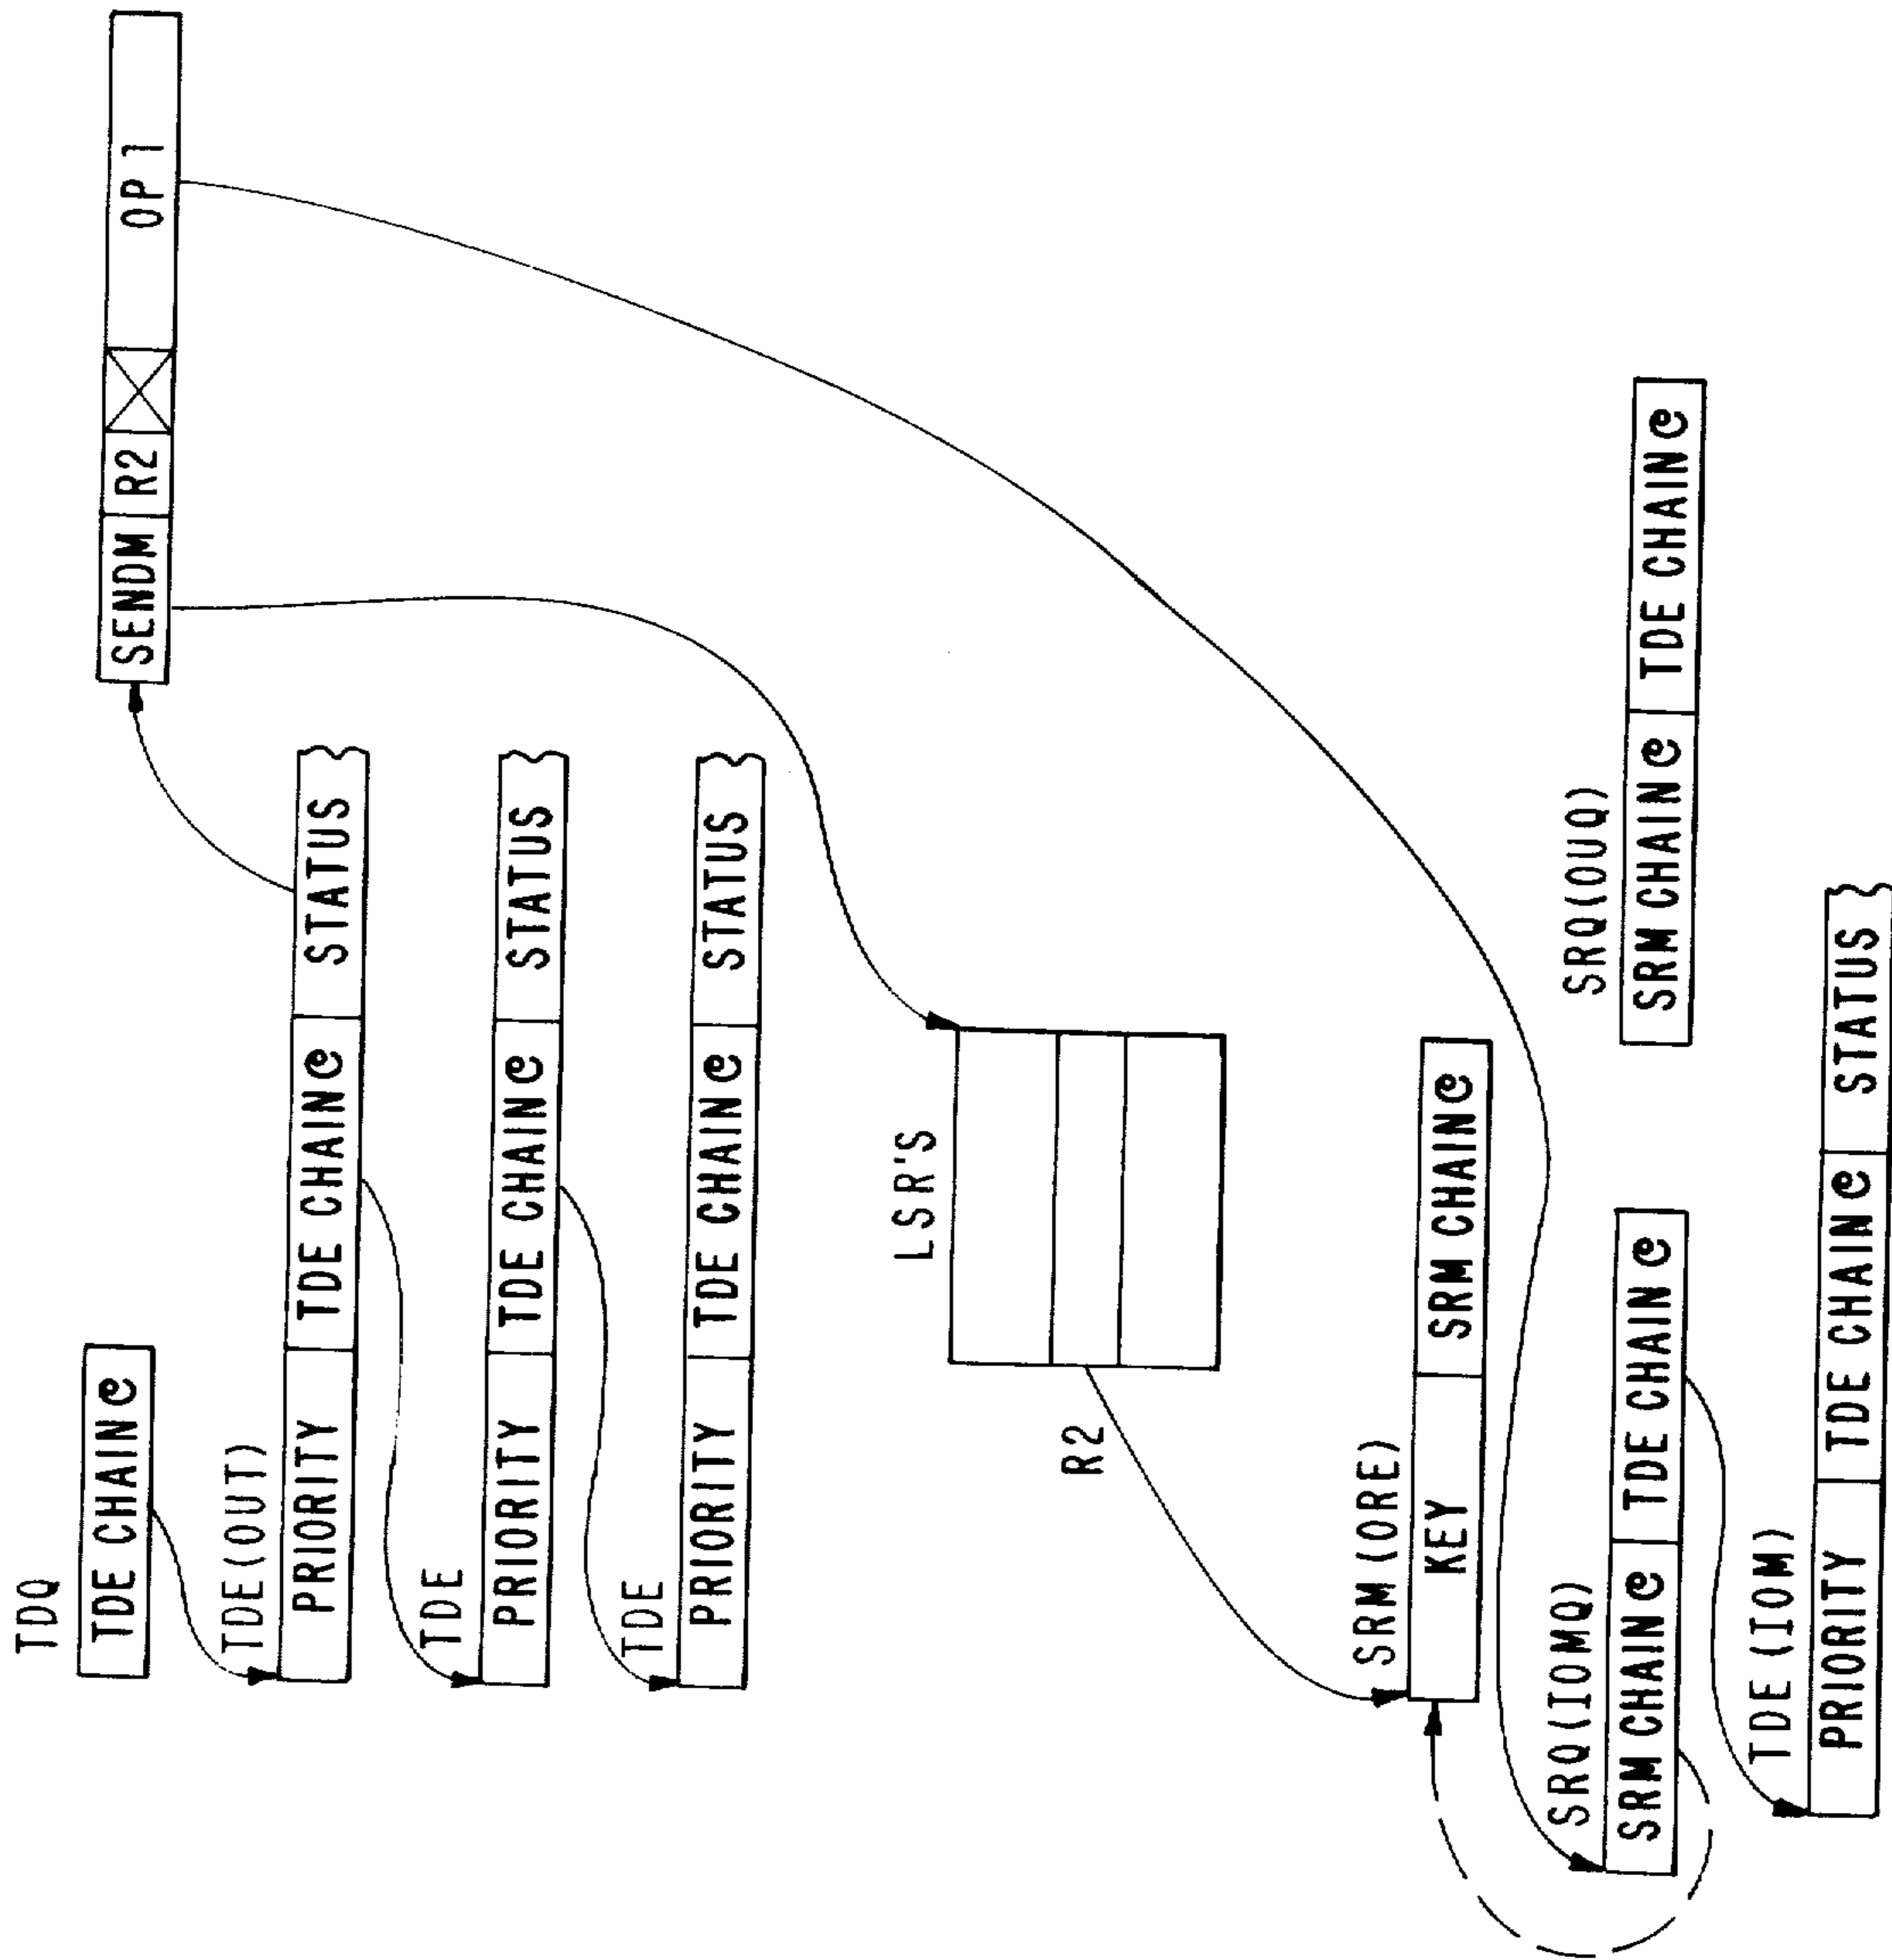 TDQ
TDE CHAIN@
SENDM R2 OP 1
TDE(OUT)
PRIORITY TDE CHAIN@ STATUS
TDE
PRIORITY TDE CHAIN@ STATUS
TDE
PRIORITY TDE CHAIN@ STATUS
LSR'S
R2
SRM (ORE)
KEY SRM CHAIN@
SRQ(IOMQ)
SRM CHAIN@ TDE CHAIN @
SRQ(OUQ)
SRM CHAIN@ TDE CHAIN@
TDE (IOM)
PRIORITY TDE CHAIN@ STATUS